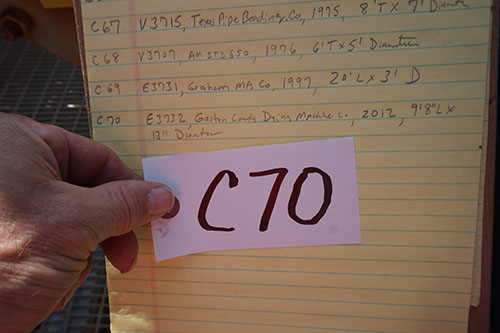 C67 V3715, Texas Pipe Bending Co, 1975, 8'T X 7' Diameter
C68 V3707, Am STD 650, 1976, 6'T X 5' Diameter
C69 E3731, Graham Mfg Co, 1997, 20'L X 3' D
C70 E3732, Gaston County Dying Machine Co., 2012, 9'8"L X
13" Diameter
C70